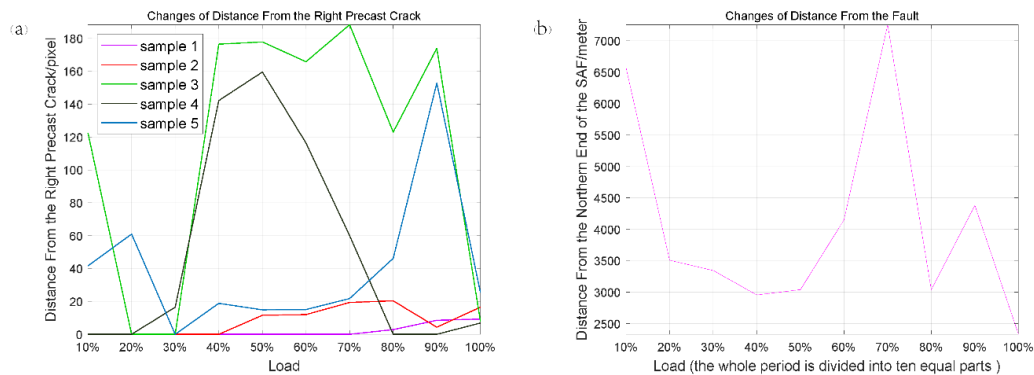 (a)
Changes of Distance From the Right Precast Crack
Distance From the Right Precast Crack/pixel
180
160
140
120
100
80
60
40
20
0
sample 1
sample 2
sample 3
sample 4
sample 5
10% 20% 30% 40% 50% 60% 70% 80% 90% 100%
Load
(b)
Changes of Distance From the Fault
Distance From the Northern End of the SAF/meter
7000
6500
6000
5500
5000
4500
4000
3500
3000
2500
10% 20% 30% 40% 50% 60% 70% 80% 90% 100%
Load (the whole period is divided into ten equal parts )